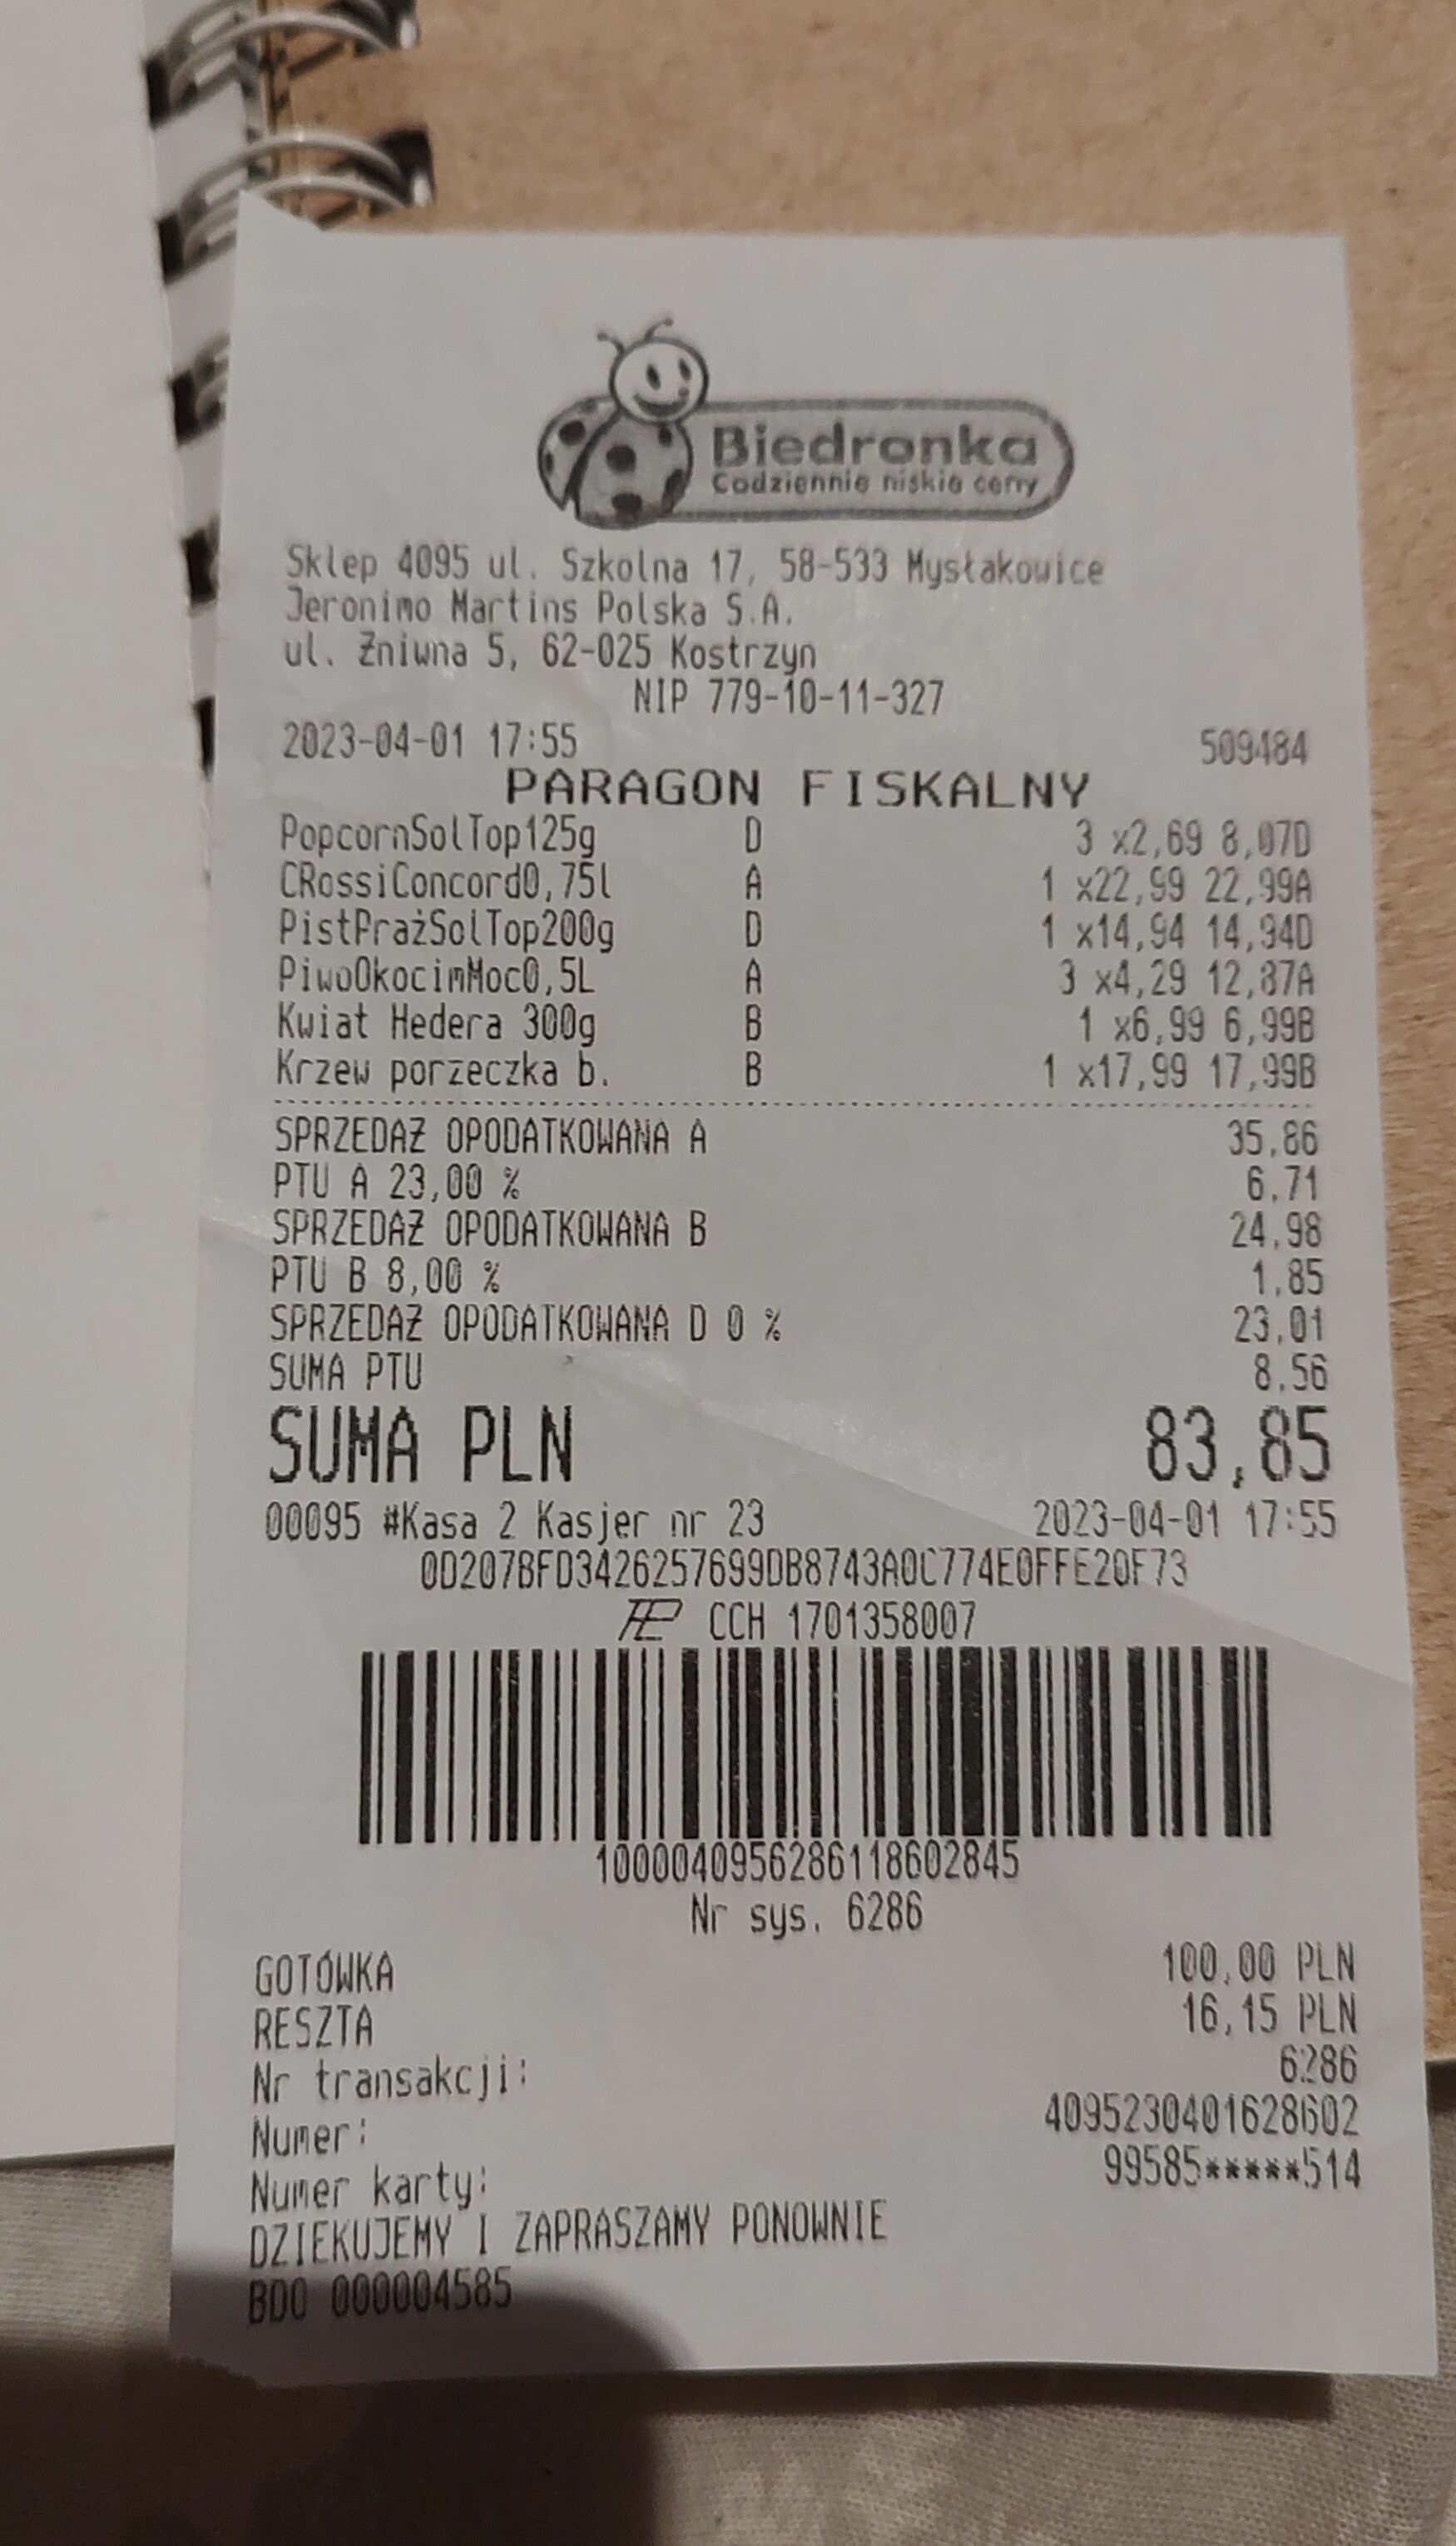 Biedronka
Codziennie niskie ceny
Sklep 4095 ul. Szkolna 17, 58-533 Mysłakowice
Jeronimo Martins Polska S.A.
ul. Żniwna 5, 62-025 Kostrzyn
NIP 779-10-11-327
2023-04-01 17:55 509484
PARAGON FISKALNY
PopcornSolTop125g D 3 x2,69 8,07D
CRossiConcord0,75l A 1 x22,99 22,99A
PistPrażSolTop200g D 1 x14,94 14,94D
PiwoOkocimMoc0,5L A 3 x4,29 12,87A
Kwiat Hedera 300g B 1 x6,99 6,99B
Krzew porzeczka b. B 1 x17,99 17,99B
SPRZEDAŻ OPODATKOWANA A 35,86
PTU A 23,00 % 6,71
SPRZEDAŻ OPODATKOWANA B 24,98
PTU B 8,00 % 1,85
SPRZEDAŻ OPODATKOWANA D 0 % 23,01
SUMA PTU 8,56
SUMA PLN 83,85
00095 #Kasa 2 Kasjer nr 23 2023-04-01 17:55
0D207BFD3426257699DB8743A0C774E0FFE20F73
CCH 1701358007
1000040956286118602845
Nr sys. 6286
GOTÓWKA 100,00 PLN
RESZTA 16,15 PLN
Nr transakcji: 6286
Numer: 4095230401628602
Numer karty: 99585*****514
DZIEKUJEMY I ZAPRASZAMY PONOWNIE
BDO 000004585